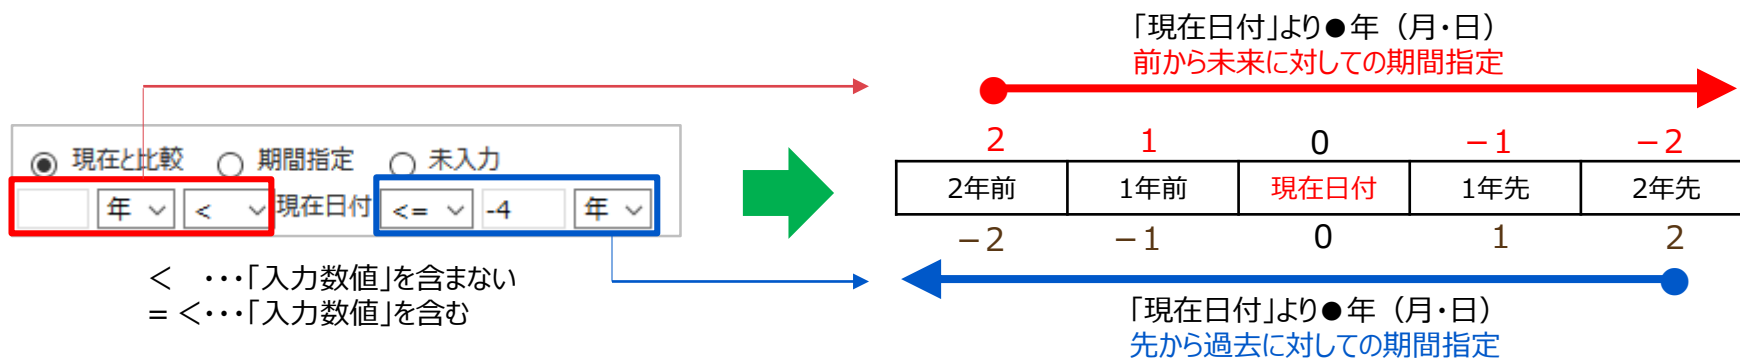 「現在日付」より●年（月・日）
前から未来に対しての期間指定
現在と比較 期間指定 未入力
年 < 現在日付 <= -4 年
< ・・・「入力数値」を含まない
=<・・・「入力数値」を含む
2 1 0 －1 －2
2年前 1年前 現在日付 1年先 2年先
－2 －1 0 1 2
「現在日付」より●年（月・日）
先から過去に対しての期間指定